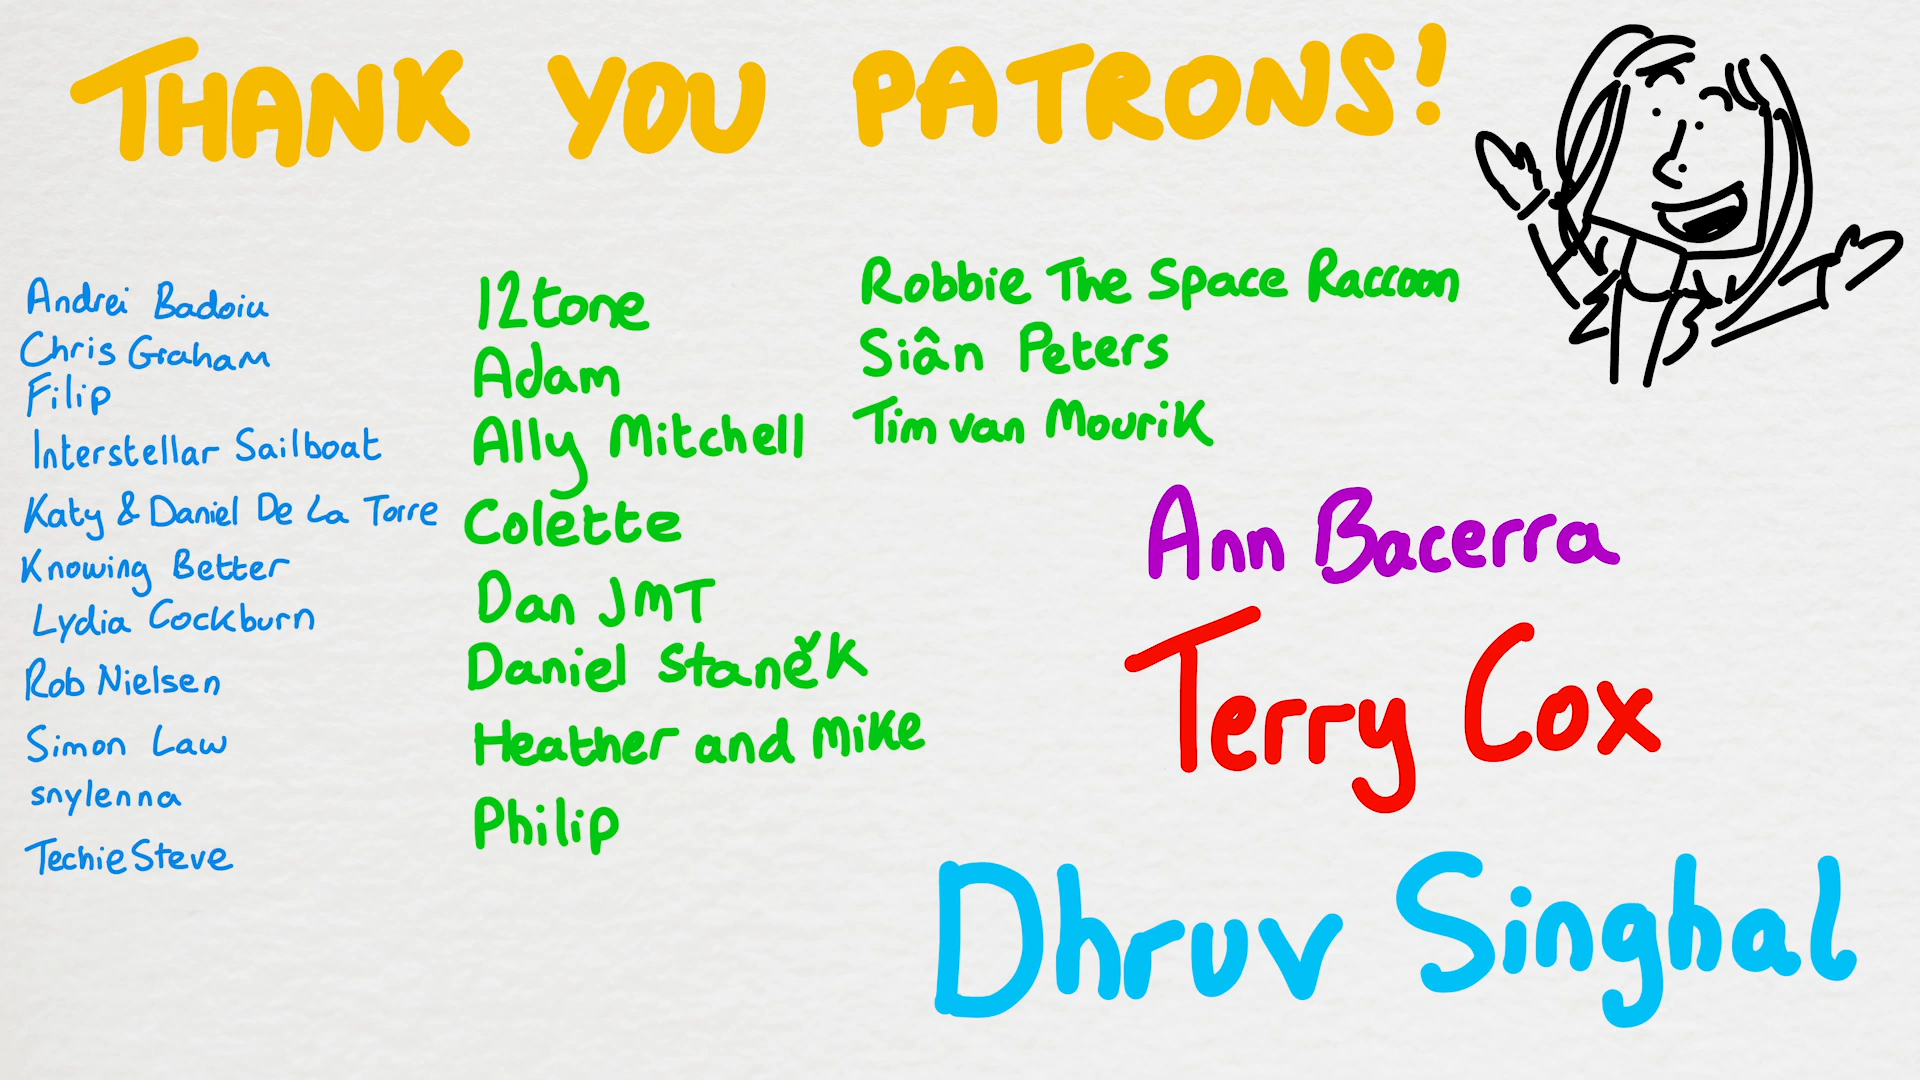 THANK YOU PATRONS!
Andrei Badoiu
Chris Graham
Filip
Interstellar Sailboat
Katy & Daniel De La Torre
Knowing Better
Lydia Cockburn
Rob Nielsen
Simon Law
snylenna
TechieSteve
12tone
Adam
Ally Mitchell
Colette
Dan JMT
Daniel Staněk
Heather and Mike
Philip
Robbie The Space Raccoon
Siân Peters
Tim van Mourik
Ann Bacerra
Terry Cox
Dhruv Singhal